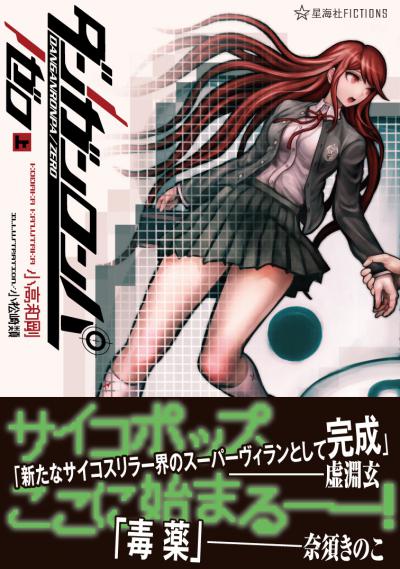 星海社FICTIONS
ダンガンロンパ
DANGANRONPA/ZERO
/ゼロ
上
KODAKA KAZUTAKA
小高和剛
ILLUSTRATION/小松崎類
サイコポップ
「新たなサイコスリラー界のスーパーヴィランとして完成」
――虚淵玄
ここに始まる――!
「毒薬」――奈須きのこ